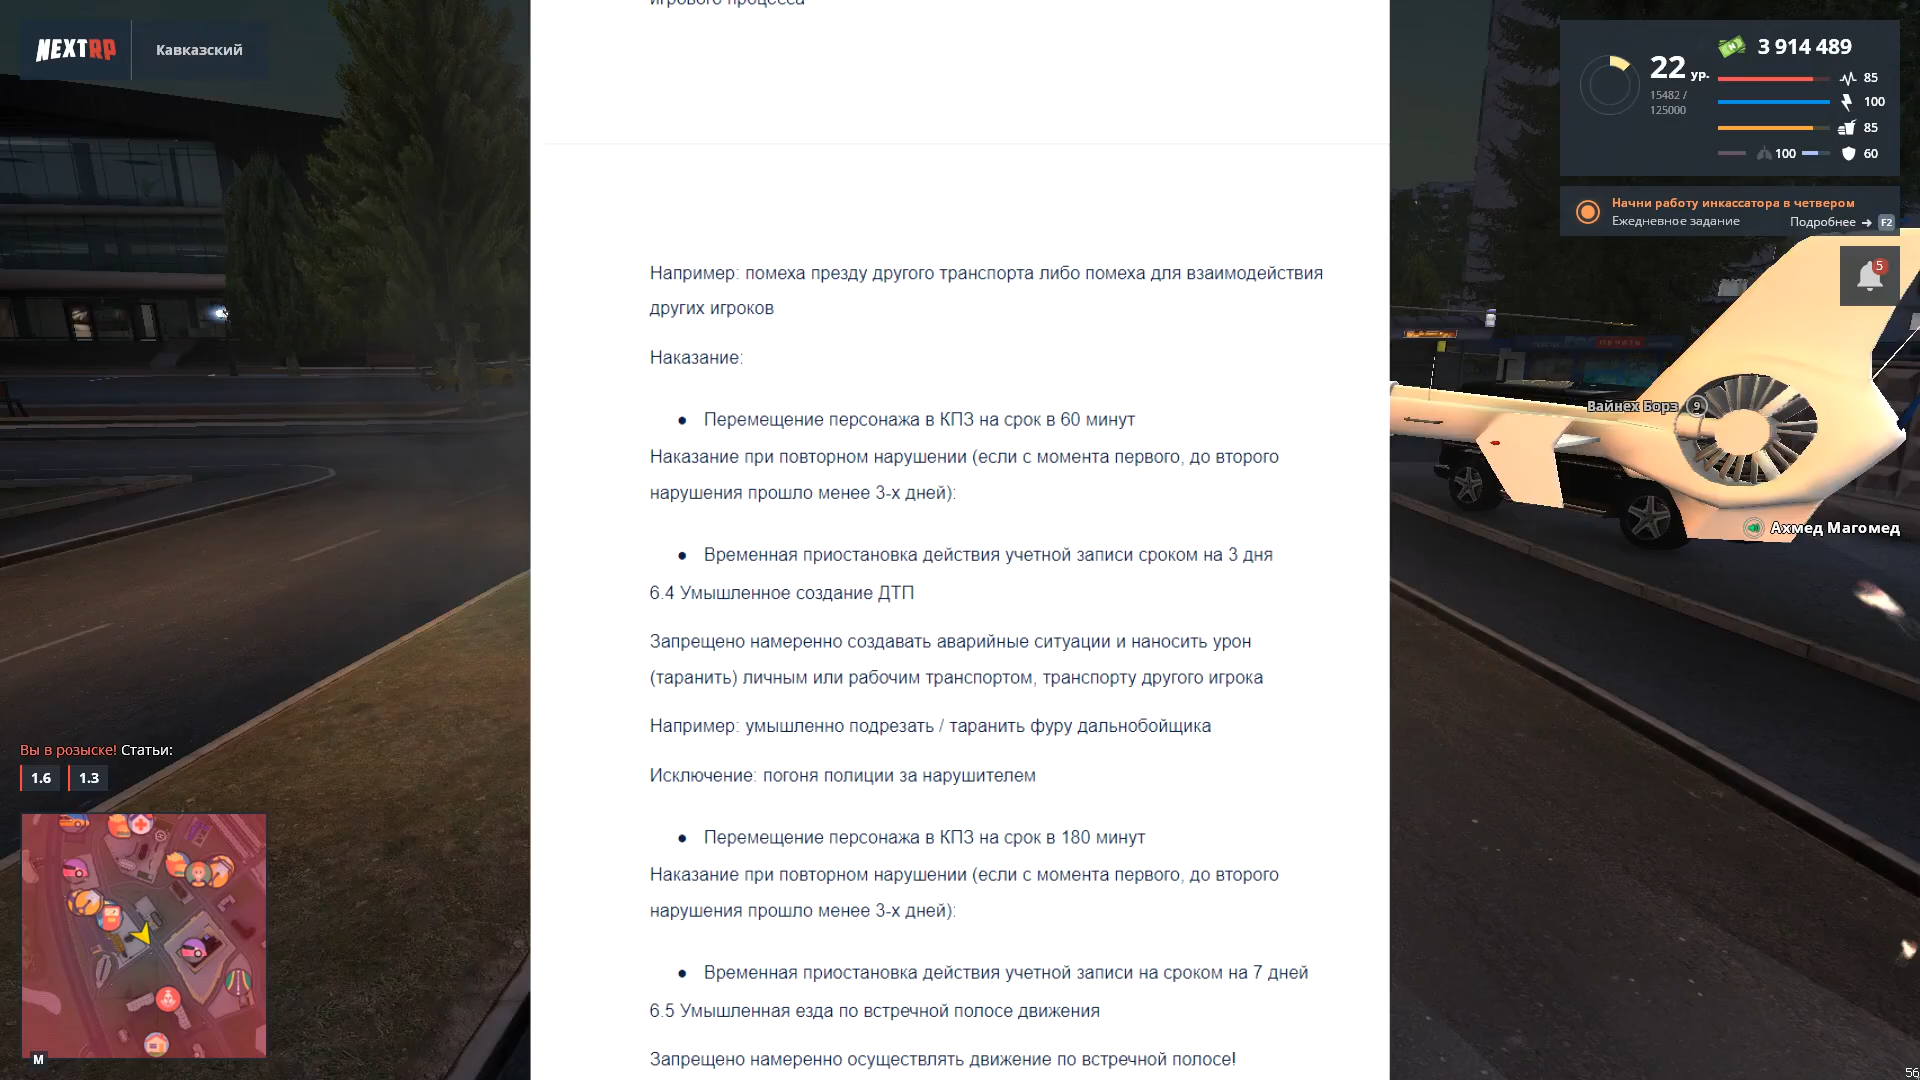 игрового процесса
NEXTRP
Кавказский
22 ур.
15482 /
125000
3 914 489
85
100
85
100
60
Начни работу инкассатора в четвером
Ежедневное задание
Подробнее → F2
5
Например: помеха презду другого транспорта либо помеха для взаимодействия
других игроков
Наказание:
● Перемещение персонажа в КПЗ на срок в 60 минут
Наказание при повторном нарушении (если с момента первого, до второго
нарушения прошло менее 3-х дней):
● Временная приостановка действия учетной записи сроком на 3 дня
6.4 Умышленное создание ДТП
Запрещено намеренно создавать аварийные ситуации и наносить урон
(таранить) личным или рабочим транспортом, транспорту другого игрока
Например: умышленно подрезать / таранить фуру дальнобойщика
Исключение: погоня полиции за нарушителем
● Перемещение персонажа в КПЗ на срок в 180 минут
Наказание при повторном нарушении (если с момента первого, до второго
нарушения прошло менее 3-х дней):
● Временная приостановка действия учетной записи на сроком на 7 дней
6.5 Умышленная езда по встречной полосе движения
Запрещено намеренно осуществлять движение по встречной полосе!
Вайнех Борз 9
Ахмед Магомед
Вы в розыске! Статьи:
1.6 1.3
M
56